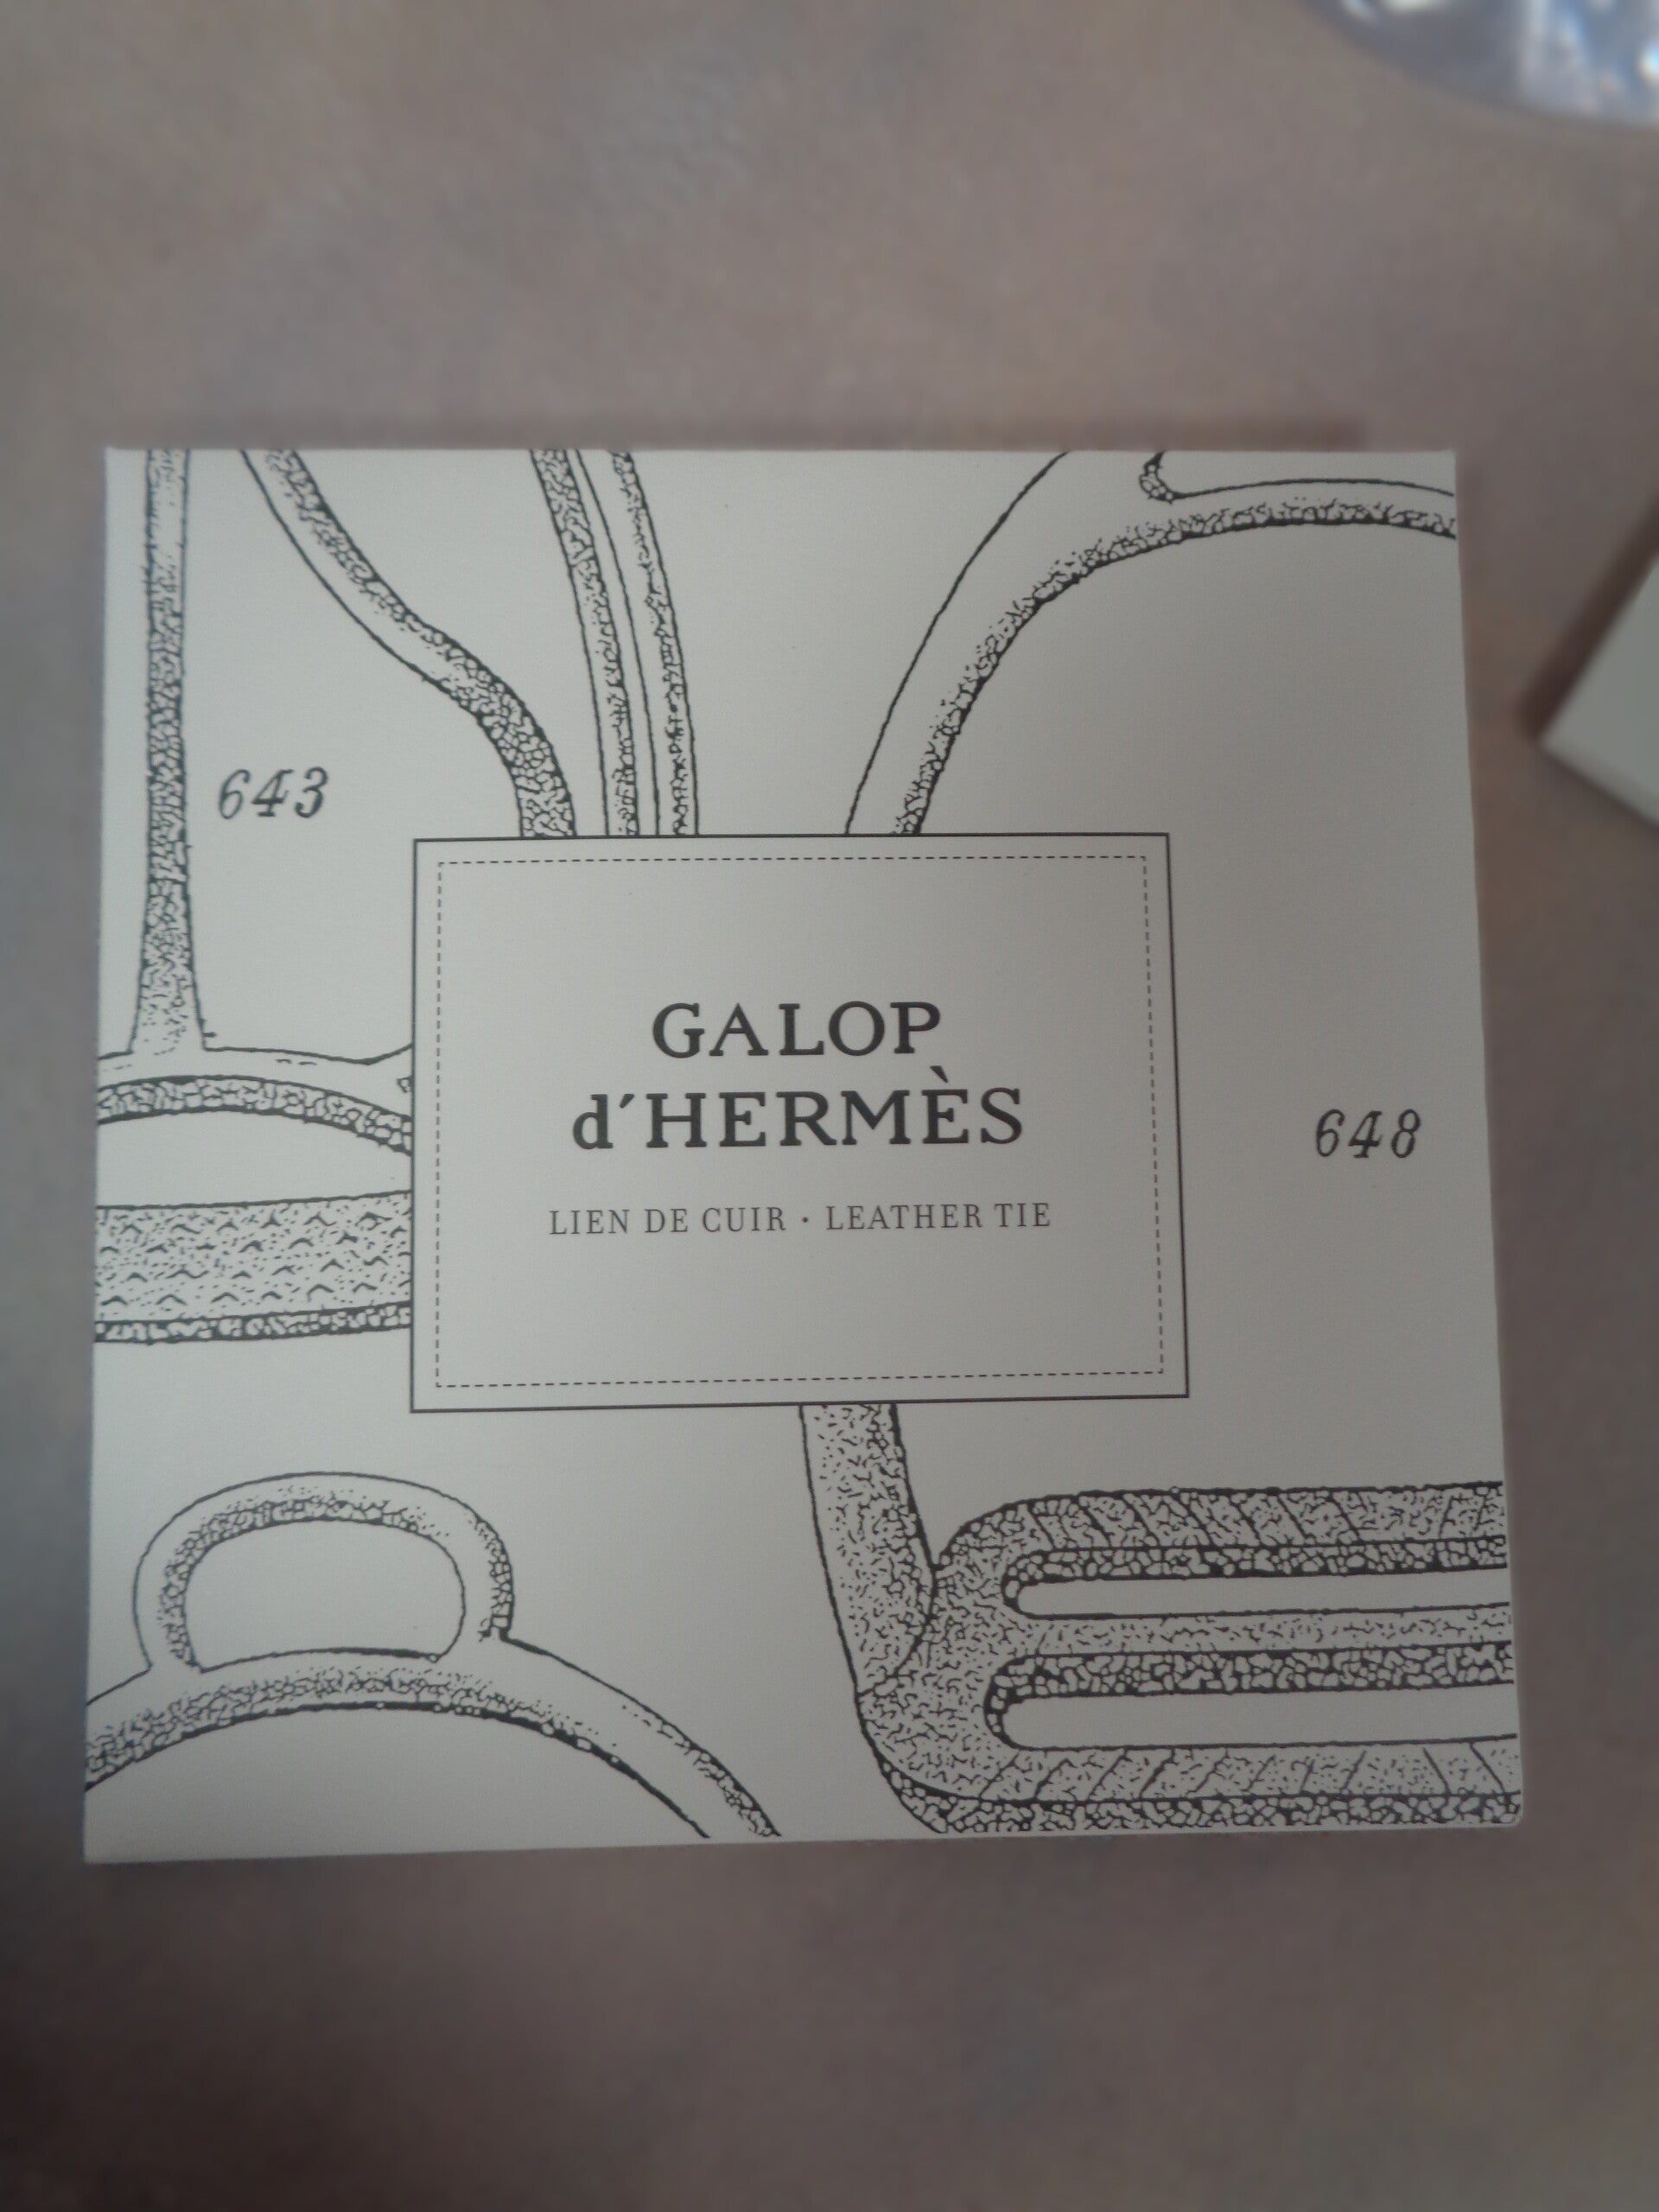 643
GALOP
d'HERMÈS
LIEN DE CUIR · LEATHER TIE
648